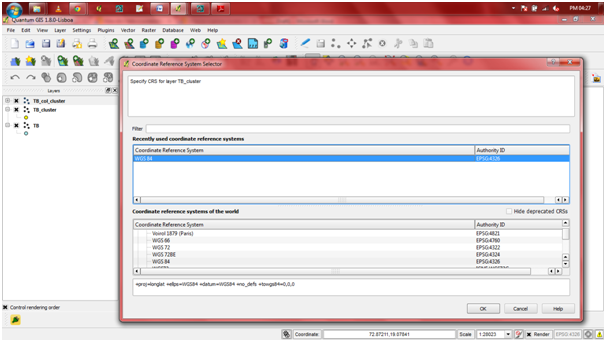 PM 04:27
Quantum GIS 1.8.0-Lisboa
File Edit View Layer Settings Plugins Vector Raster Database Web Help
Layers
TB_col_cluster
TB_cluster
TB
Control rendering order
Coordinate Reference System Selector
Specify CRS for layer TB_cluster
Filter
Recently used coordinate reference systems
Coordinate Reference System Authority ID
WGS 84 EPSG:4326
Coordinate reference systems of the world
Hide deprecated CRSs
Coordinate Reference System Authority ID
Voirol 1879 (Paris) EPSG:4821
WGS 66 EPSG:4760
WGS 72 EPSG:4322
WGS 72BE EPSG:4324
WGS 84 EPSG:4326
+proj=longlat +ellps=WGS84 +datum=WGS84 +no_defs +towgs84=0,0,0
OK Cancel Help
Coordinate: 72.87211,19.07841 Scale 1:28023 Render EPSG:4326